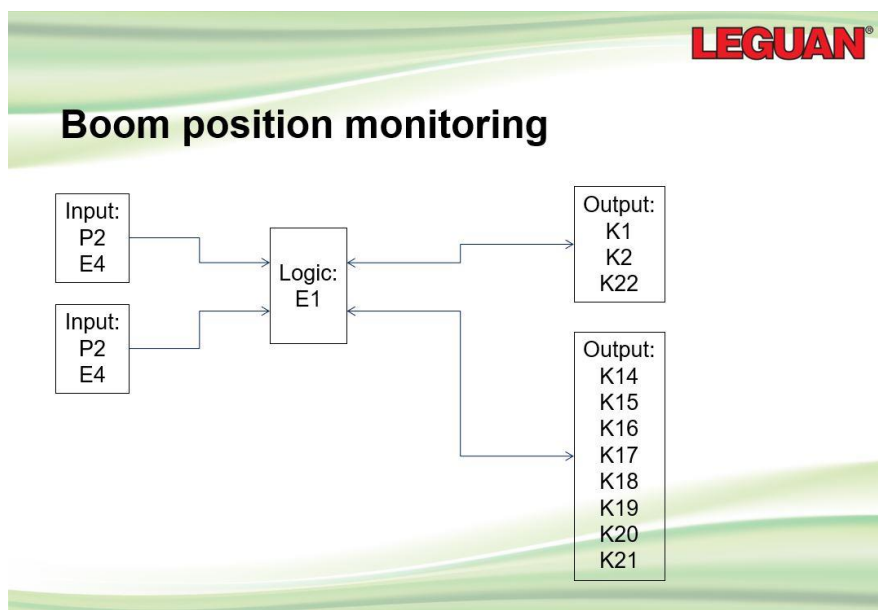 LEGUAN®
Boom position monitoring
Input:
P2
E4
Input:
P2
E4
Logic:
E1
Output:
K1
K2
K22
Output:
K14
K15
K16
K17
K18
K19
K20
K21